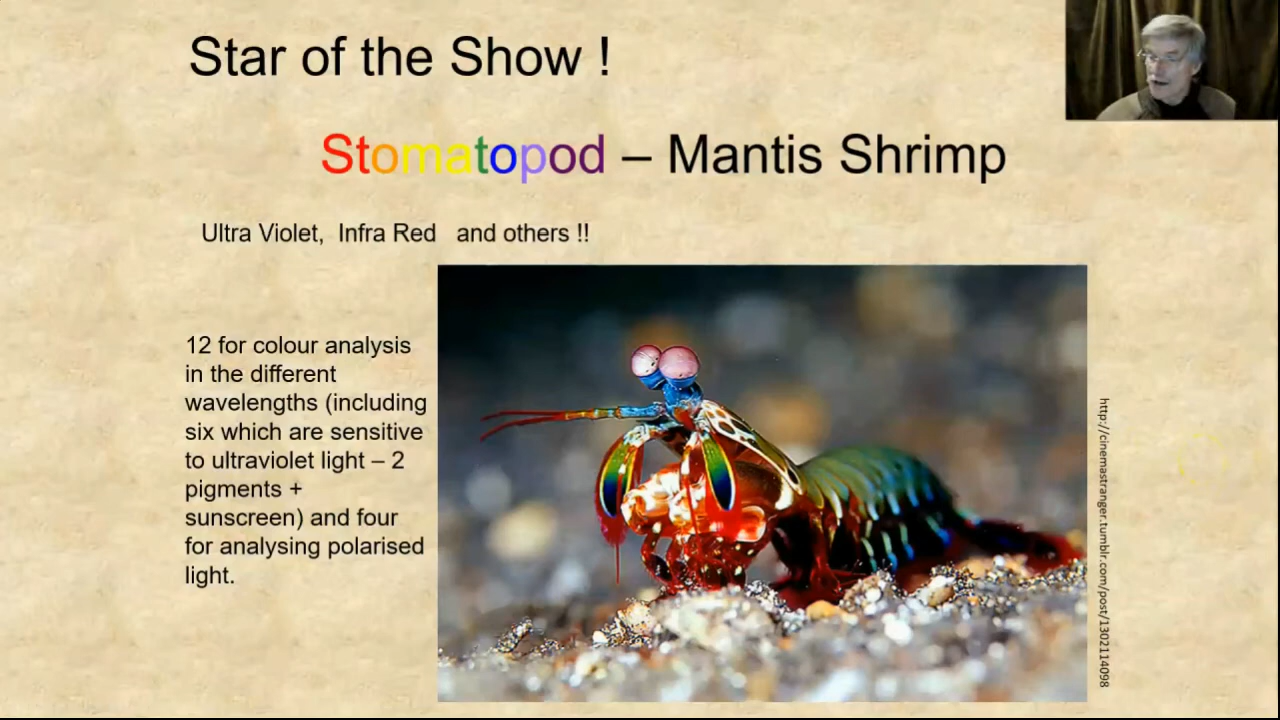 Star of the Show !
Stomatopod – Mantis Shrimp
Ultra Violet,  Infra Red   and others !!
12 for colour analysis
in the different
wavelengths (including
six which are sensitive
to ultraviolet light – 2
pigments +
sunscreen) and four
for analysing polarised
light.
http://cinemastranger.tumblr.com/post/1302114098